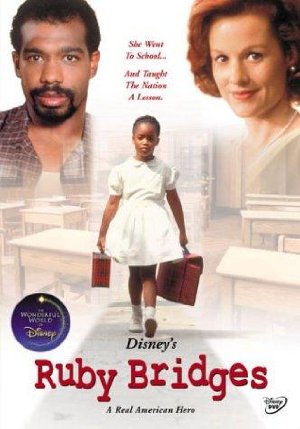 She Went
To School...
And Taught
The Nation
A Lesson.
THE
WONDERFUL
WORLD
OF
Disney
Disney's
Ruby Bridges
A Real American Hero
Disney
DVD